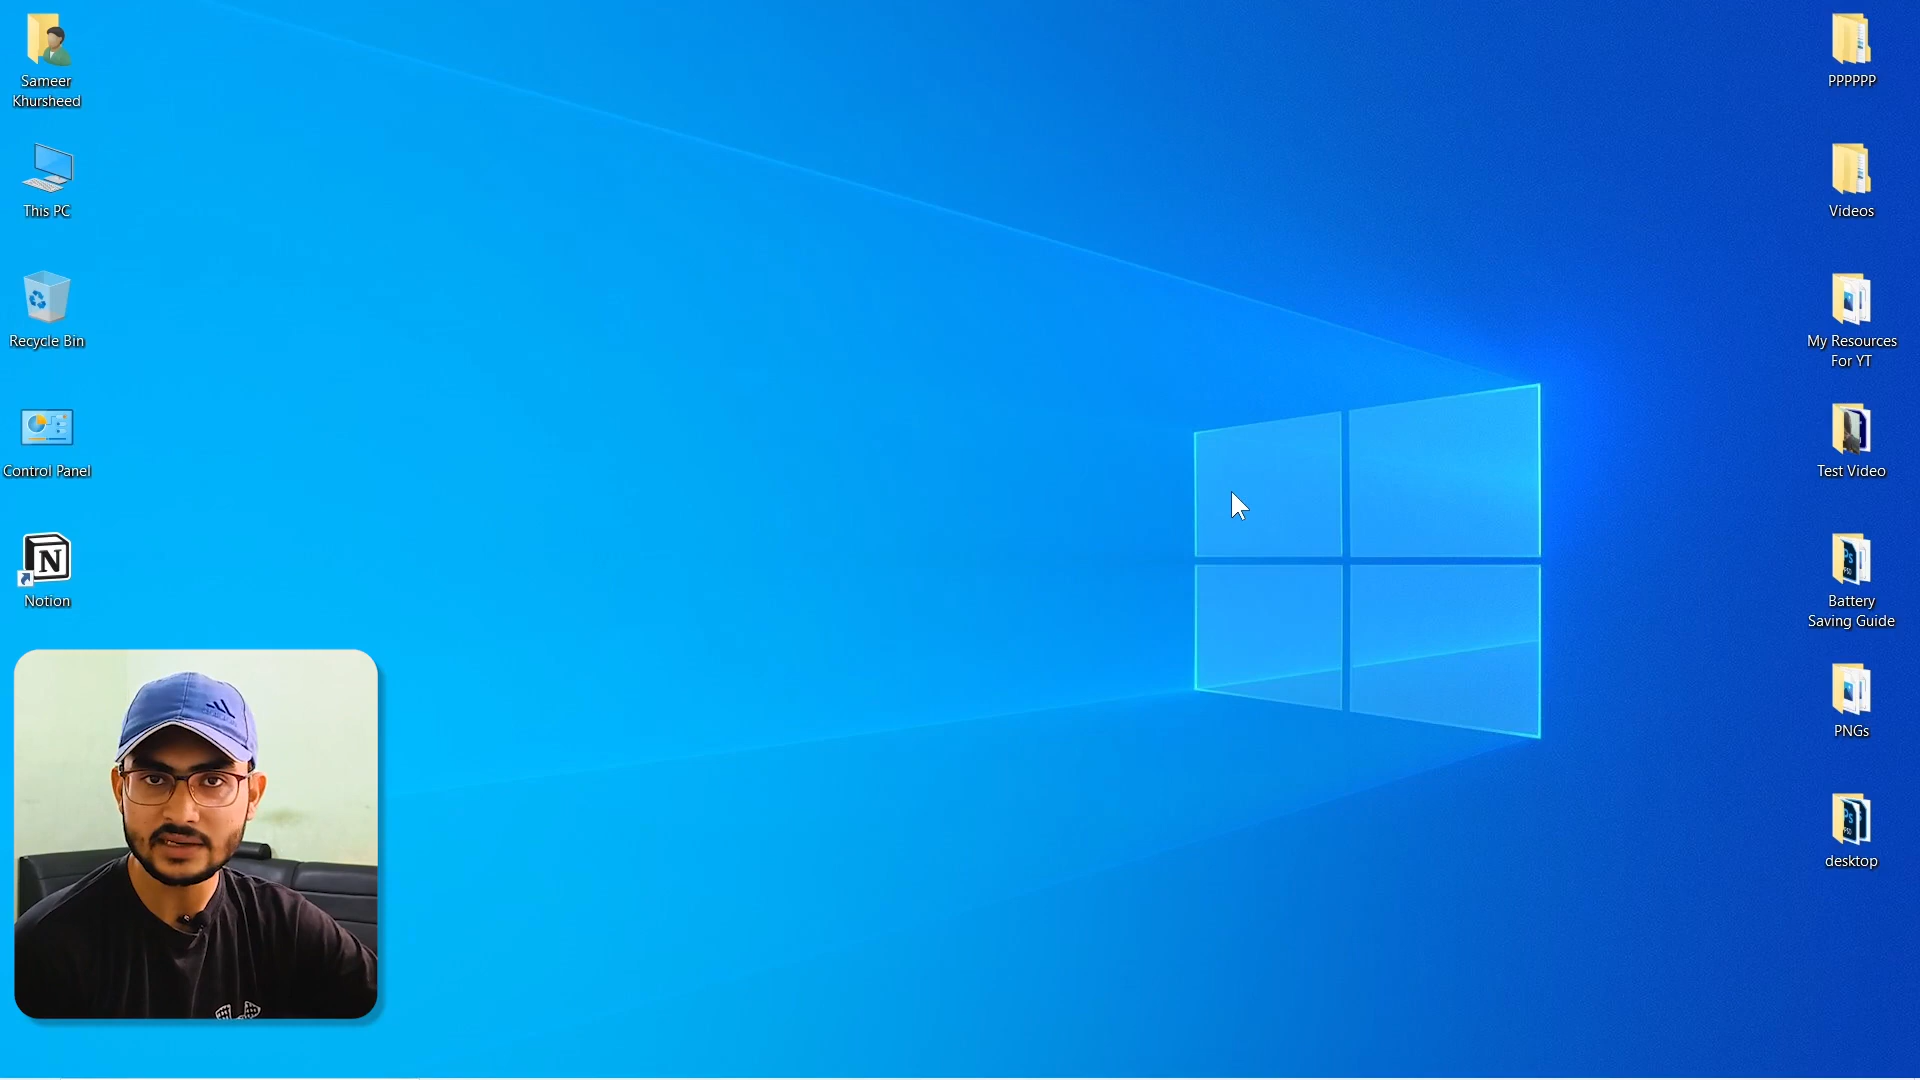 Sameer
Khursheed
This PC
Recycle Bin
Control Panel
N
Notion
PPPPPP
Videos
My Resources
For YT
Test Video
Battery
Saving Guide
PNGs
desktop